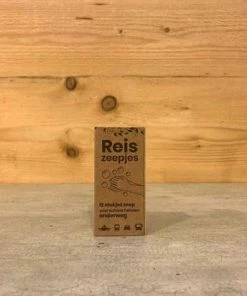 Reis
zeepjes
12 stukjes zeep
voor schone handen
onderweg